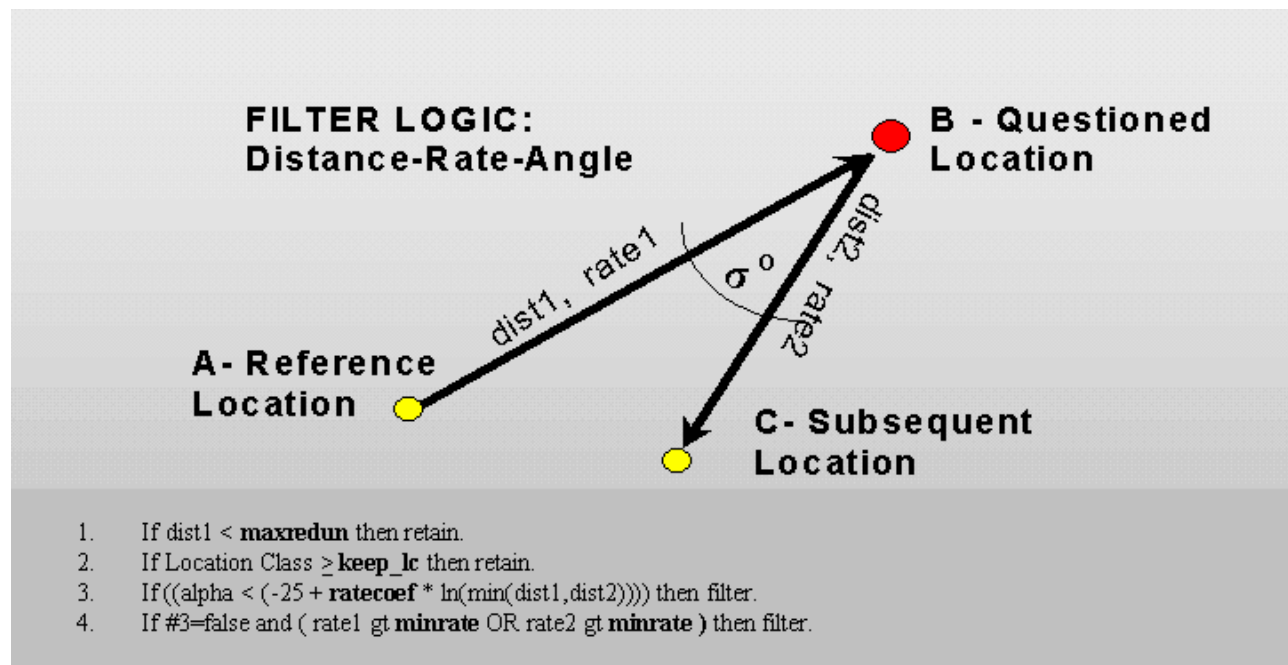 FILTER LOGIC:
Distance-Rate-Angle
B - Questioned
Location
dist1, rate1
σ °
dist2, rate2
A- Reference
Location
C- Subsequent
Location
1. If dist1 < maxredun then retain.
2. If Location Class ≥ keep_lc then retain.
3. If((alpha < (-25 + ratecoef * ln(min(dist1,dist2)))) then filter.
4. If #3=false and ( rate1 gt minrate OR rate2 gt minrate ) then filter.